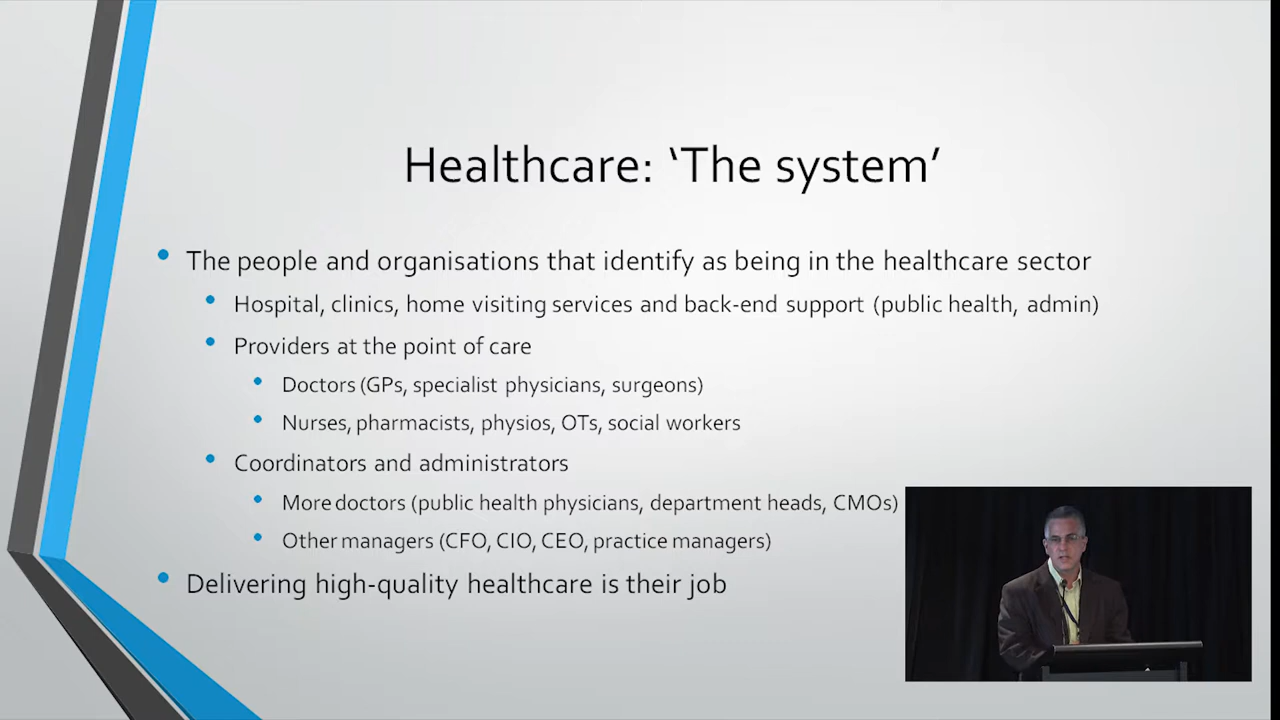 Healthcare: ‘The system’
The people and organisations that identify as being in the healthcare sector
Hospital, clinics, home visiting services and back-end support (public health, admin)
Providers at the point of care
Doctors (GPs, specialist physicians, surgeons)
Nurses, pharmacists, physios, OTs, social workers
Coordinators and administrators
More doctors (public health physicians, department heads, CMOs)
Other managers (CFO, CIO, CEO, practice managers)
Delivering high-quality healthcare is their job